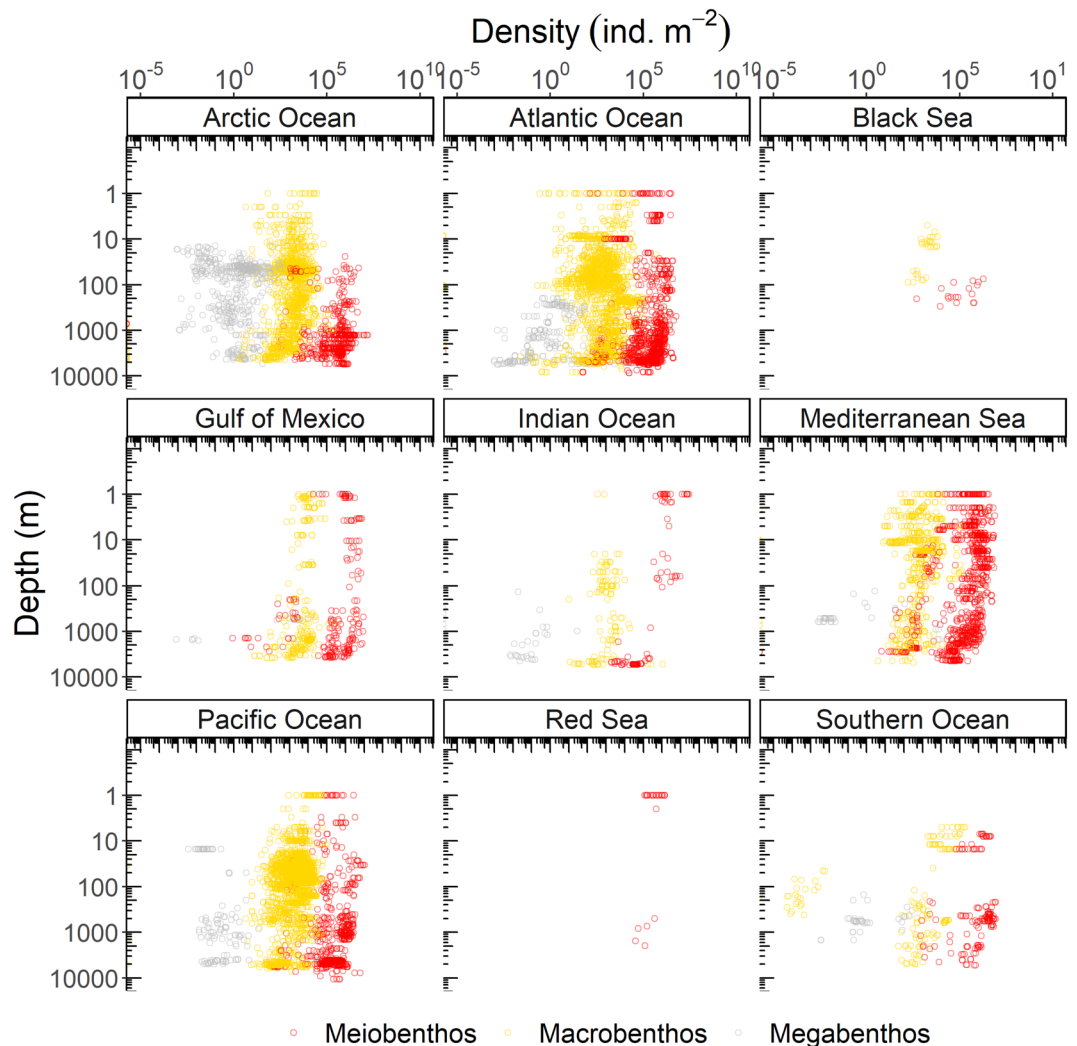 Density (ind. m⁻²)
10⁻⁵ 10⁰ 10⁵ 10¹⁰ 10⁻⁵ 10⁰ 10⁵ 10¹⁰ 10⁻⁵ 10⁰ 10⁵ 10¹
Arctic Ocean Atlantic Ocean Black Sea
1
10
100
1000
10000
Gulf of Mexico Indian Ocean Mediterranean Sea
Depth (m)
1
10
100
1000
10000
Pacific Ocean Red Sea Southern Ocean
1
10
100
1000
10000
Meiobenthos Macrobenthos Megabenthos